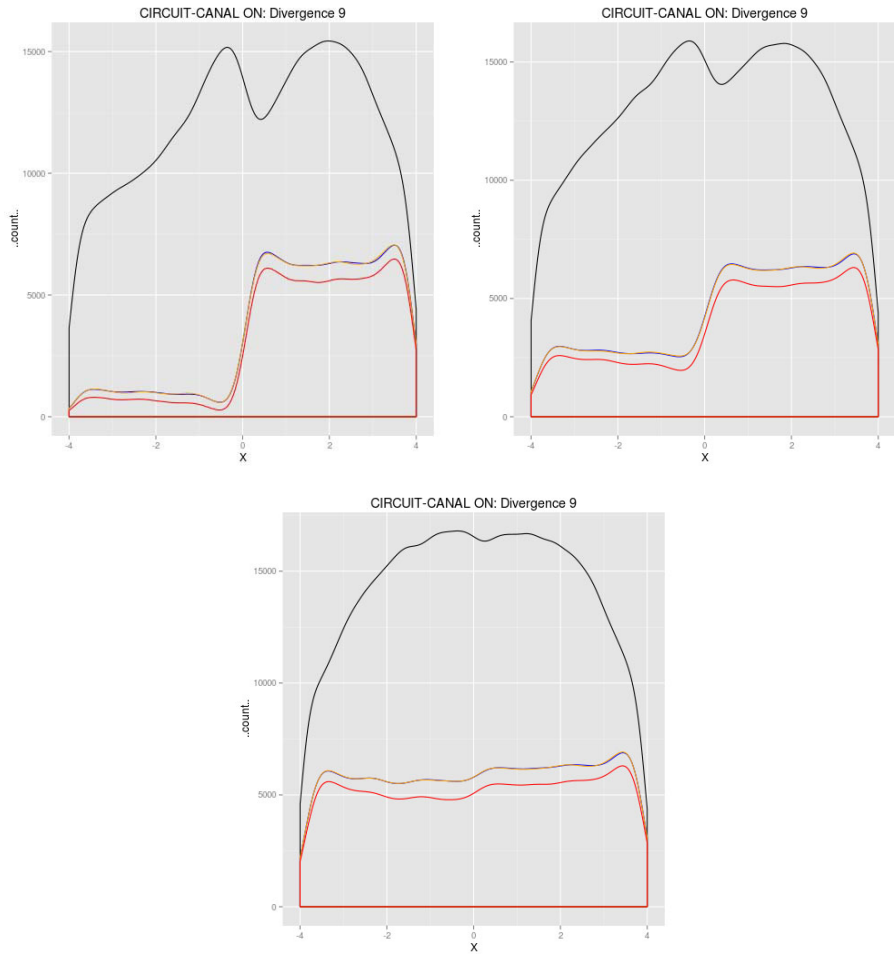 CIRCUIT-CANAL ON: Divergence 9
15000
10000
5000
0
..count..
-4 -2 0 2 4
X
CIRCUIT-CANAL ON: Divergence 9
15000
10000
5000
0
..count..
-4 -2 0 2 4
X
CIRCUIT-CANAL ON: Divergence 9
15000
10000
5000
0
..count..
-4 -2 0 2 4
X